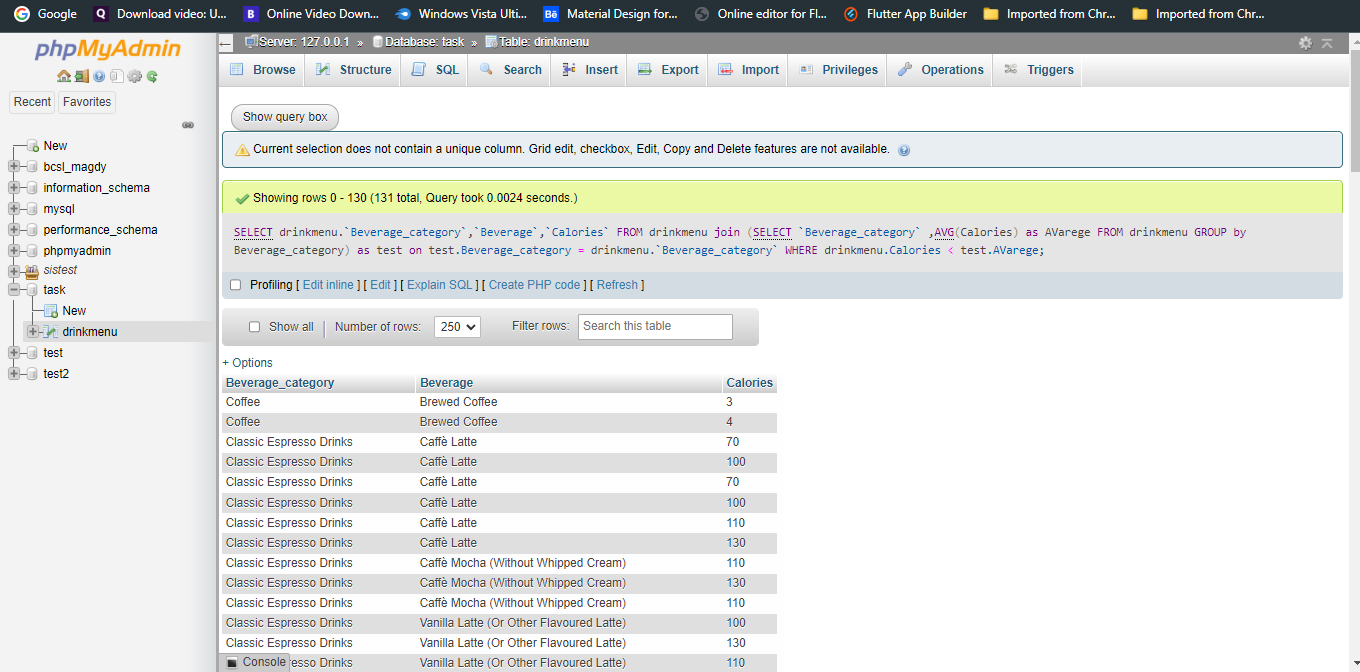 Google Download video: U... Online Video Down... Windows Vista Ulti... Bē Material Design for... Online editor for Fl... Flutter App Builder Imported from Chr... Imported from Chr...
phpMyAdmin
Recent Favorites
New
bcsl_magdy
information_schema
mysql
performance_schema
phpmyadmin
sistest
task
New
drinkmenu
test
test2
Server: 127.0.0.1 » Database: task » Table: drinkmenu
Browse Structure SQL Search Insert Export Import Privileges Operations Triggers
Show query box
Current selection does not contain a unique column. Grid edit, checkbox, Edit, Copy and Delete features are not available.
Showing rows 0 - 130 (131 total, Query took 0.0024 seconds.)
SELECT drinkmenu.`Beverage_category`,`Beverage`,`Calories` FROM drinkmenu join (SELECT `Beverage_category` ,AVG(Calories) as AVarege FROM drinkmenu GROUP by
Beverage_category) as test on test.Beverage_category = drinkmenu.`Beverage_category` WHERE drinkmenu.Calories < test.AVarege;
Profiling [ Edit inline ] [ Edit ] [ Explain SQL ] [ Create PHP code ] [ Refresh ]
Show all | Number of rows: 250 Filter rows: Search this table
+ Options
Beverage_category Beverage Calories
Coffee Brewed Coffee 3
Coffee Brewed Coffee 4
Classic Espresso Drinks Caffè Latte 70
Classic Espresso Drinks Caffè Latte 100
Classic Espresso Drinks Caffè Latte 70
Classic Espresso Drinks Caffè Latte 100
Classic Espresso Drinks Caffè Latte 110
Classic Espresso Drinks Caffè Latte 130
Classic Espresso Drinks Caffè Mocha (Without Whipped Cream) 110
Classic Espresso Drinks Caffè Mocha (Without Whipped Cream) 130
Classic Espresso Drinks Caffè Mocha (Without Whipped Cream) 110
Classic Espresso Drinks Vanilla Latte (Or Other Flavoured Latte) 100
Classic Espresso Drinks Vanilla Latte (Or Other Flavoured Latte) 130
Console presso Drinks Vanilla Latte (Or Other Flavoured Latte) 110